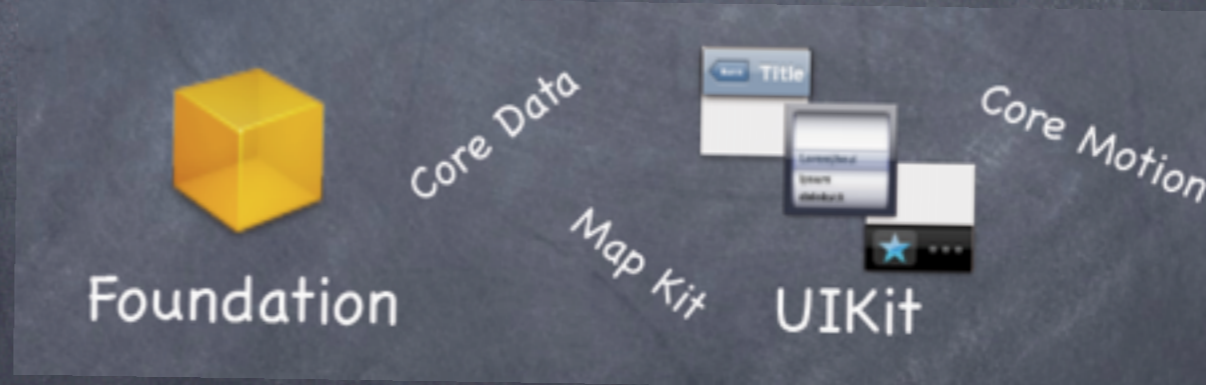 Core Data
Title
Core Motion
Map Kit
Foundation
UIKit